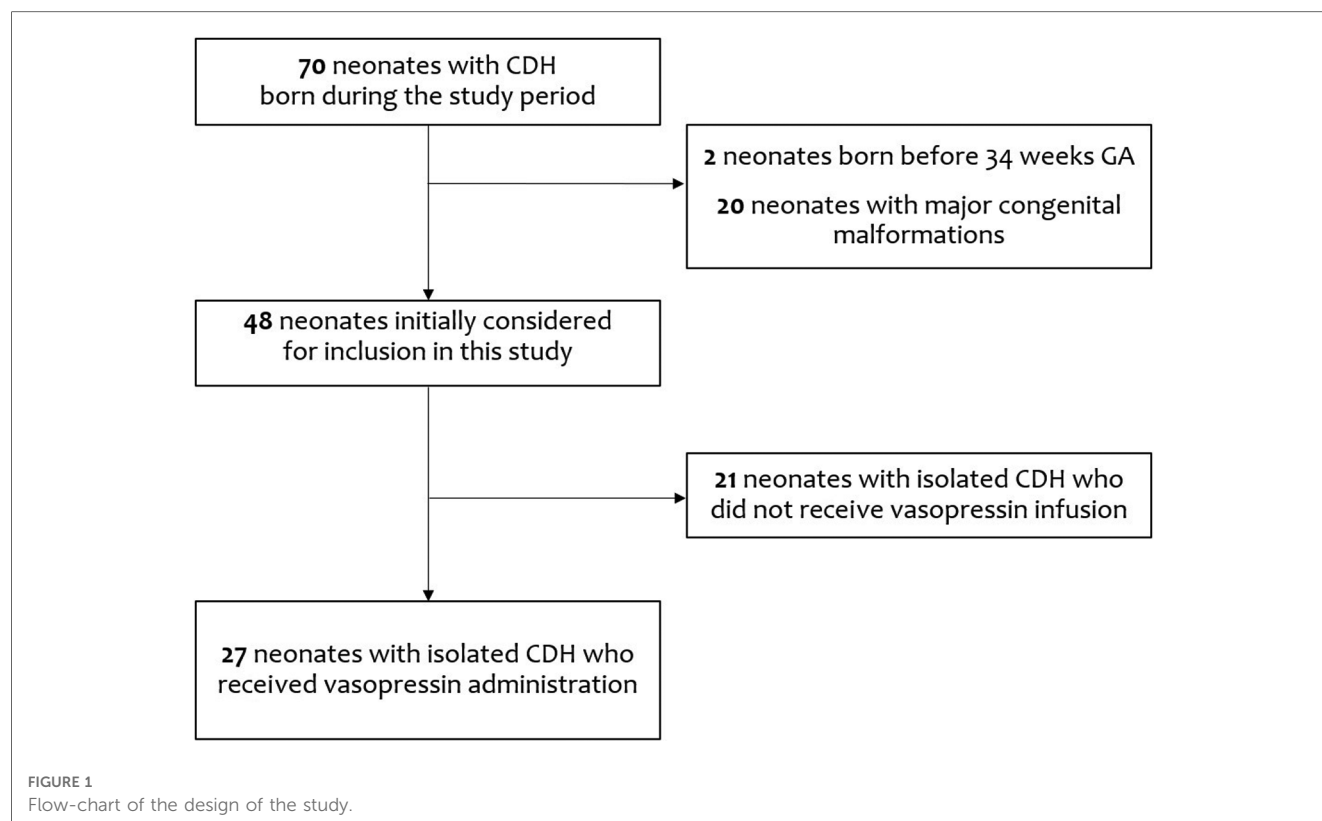 70 neonates with CDH
born during the study period
2 neonates born before 34 weeks GA
20 neonates with major congenital
malformations
48 neonates initially considered
for inclusion in this study
21 neonates with isolated CDH who
did not receive vasopressin infusion
27 neonates with isolated CDH who
received vasopressin administration
FIGURE 1
Flow-chart of the design of the study.